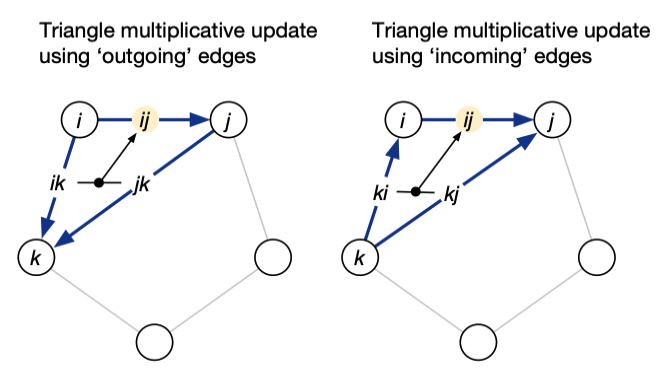 Triangle multiplicative update
using ‘outgoing’ edges
Triangle multiplicative update
using ‘incoming’ edges
i
ij
j
ik
jk
k
i
ij
j
ki
kj
k